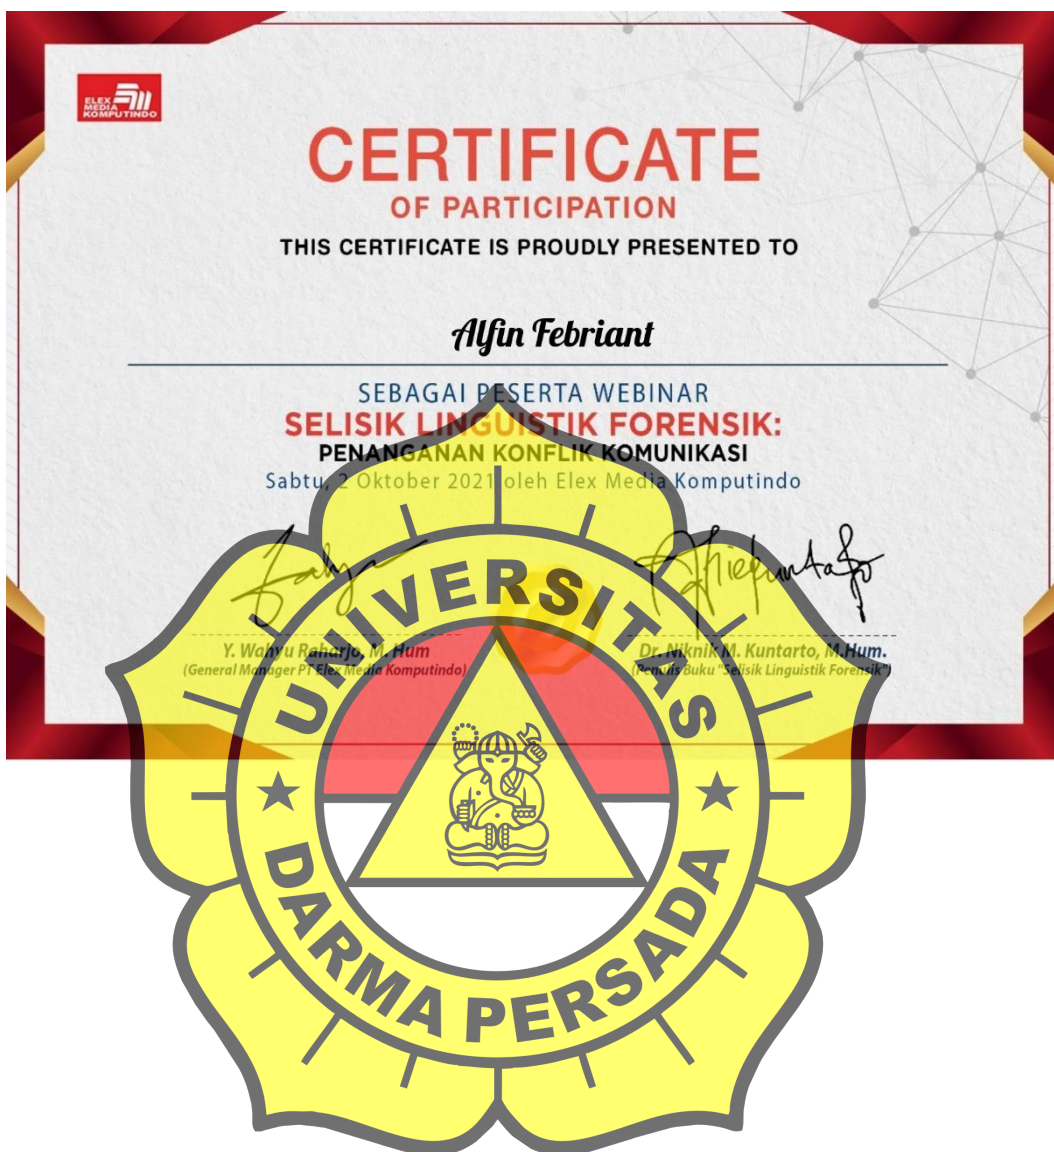 ELEX
MEDIA
KOMPUTINDO
CERTIFICATE
OF PARTICIPATION
THIS CERTIFICATE IS PROUDLY PRESENTED TO
Alfin Febriant
SEBAGAI PESERTA WEBINAR
SELISIK LINGUISTIK FORENSIK:
PENANGANAN KONFLIK KOMUNIKASI
Sabtu, 2 Oktober 2021 oleh Elex Media Komputindo
Y. Wahyu Raharjo, M. Hum
(General Manager PT Elex Media Komputindo)
Dr. Niknik M. Kuntarto, M.Hum.
(Penulis Buku "Selisik Linguistik Forensik")
UNIVERSITAS
DARMA PERSADA